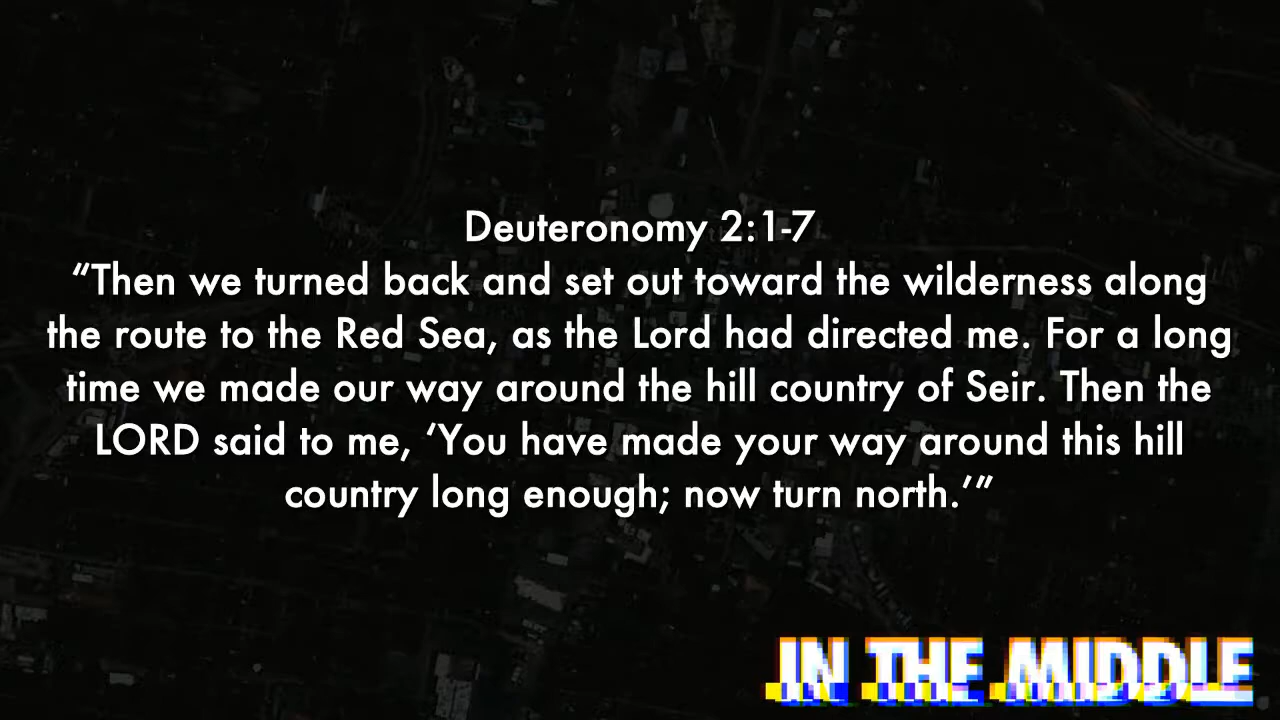 Deuteronomy 2:1-7
“Then we turned back and set out toward the wilderness along
the route to the Red Sea, as the Lord had directed me. For a long
time we made our way around the hill country of Seir. Then the
LORD said to me, ‘You have made your way around this hill
country long enough; now turn north.’”
IN THE MIDDLE